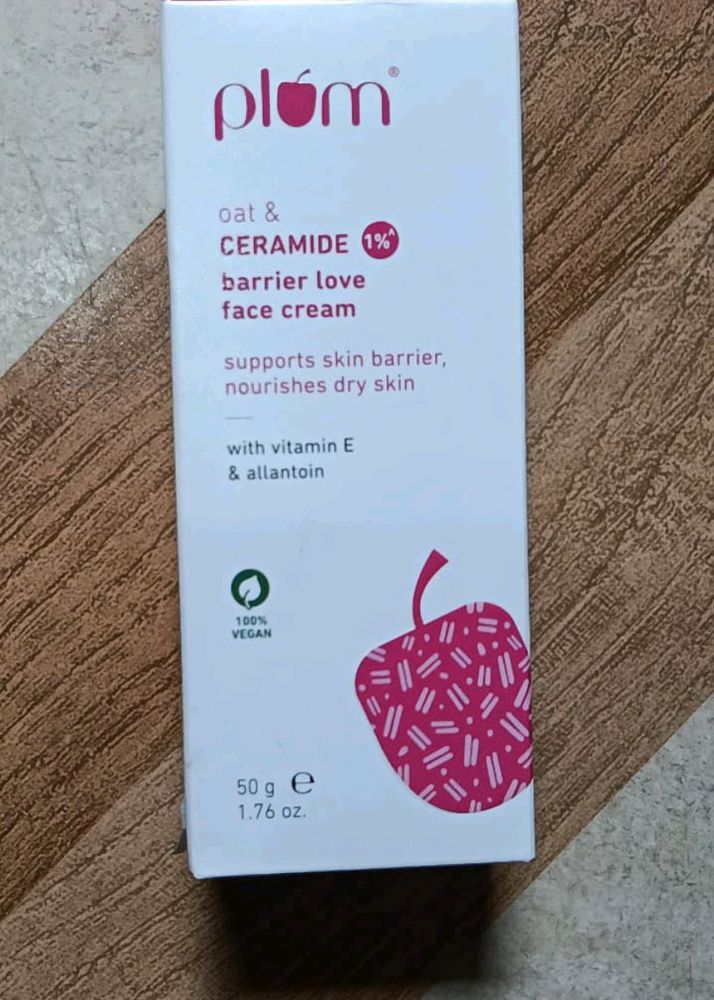 plum®
oat &
CERAMIDE 1%^
barrier love
face cream
supports skin barrier,
nourishes dry skin
with vitamin E
& allantoin
100%
VEGAN
50 g ℮
1.76 oz.